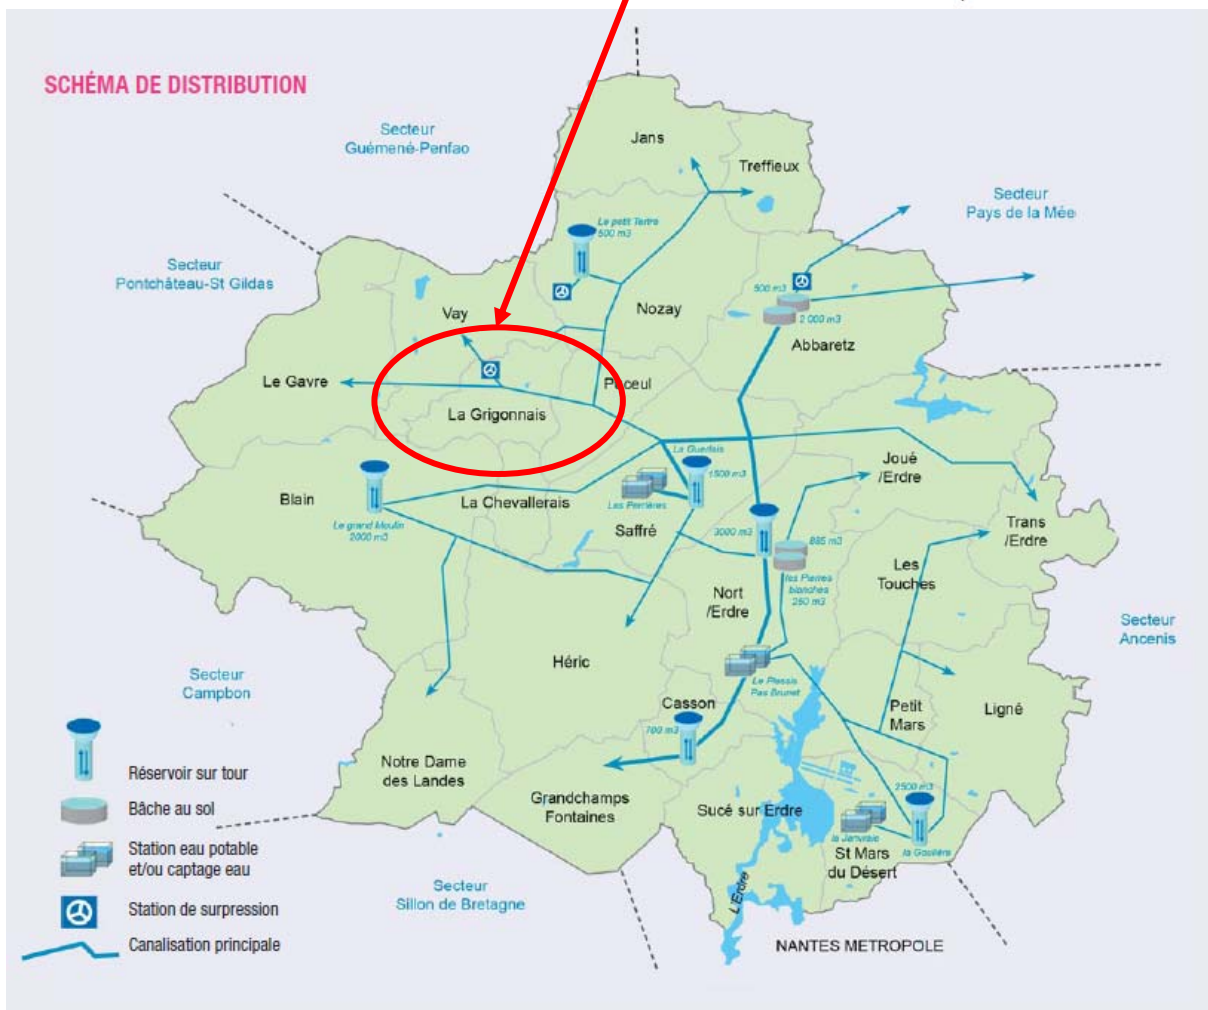 SCHÉMA DE DISTRIBUTION
Secteur
Guémené-Penfao
Jans
Treffieux
Secteur
Pays de la Mée
Le petit Tertre
500 m3
Secteur
Pontchâteau-St Gildas
Vay
Nozay
500 m3
2 000 m3
Abbaretz
Le Gavre
Puceul
La Grigonnais
La Guerlais
1500 m3
Joué
/Erdre
Blain
La Chevallerais
Les Perrières
Le grand Moulin
2000 m3
Saffré
3000 m3
885 m3
Trans
/Erdre
Les
Touches
les Pierres
blanches
250 m3
Nort
/Erdre
Secteur
Ancenis
Héric
Secteur
Campbon
Le Plessis
Pas Brunet
Casson
700 m3
Petit
Mars
Ligné
Notre Dame
des Landes
Grandchamps
Fontaines
Sucé sur Erdre
2500 m3
la Janvraie
la Goulière
St Mars
du Désert
L'Erdre
NANTES METROPOLE
Secteur
Sillon de Bretagne
Réservoir sur tour
Bâche au sol
Station eau potable
et/ou captage eau
Station de surpression
Canalisation principale